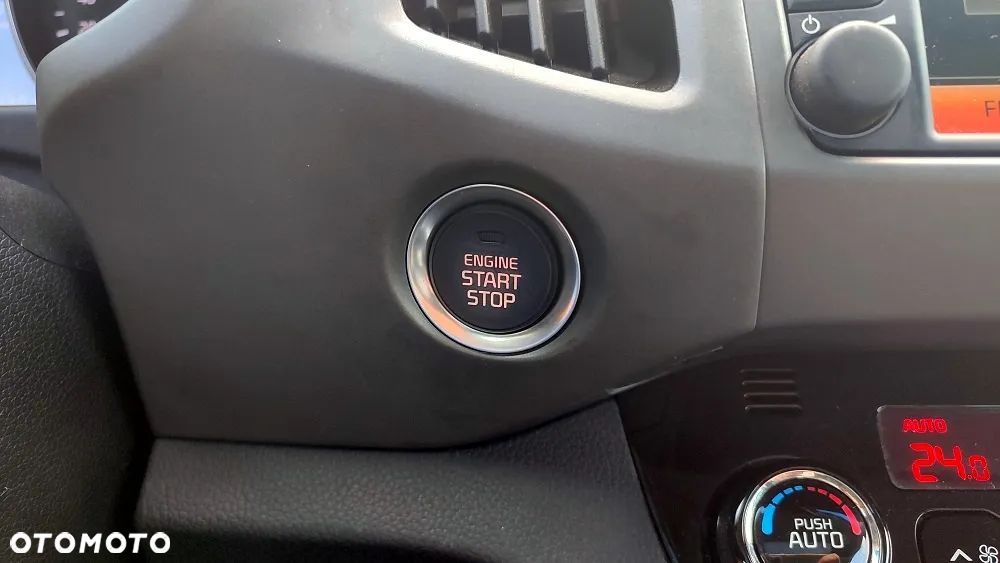 ENGINE
START
STOP
AUTO
24.0
PUSH
AUTO
OTOMOTO